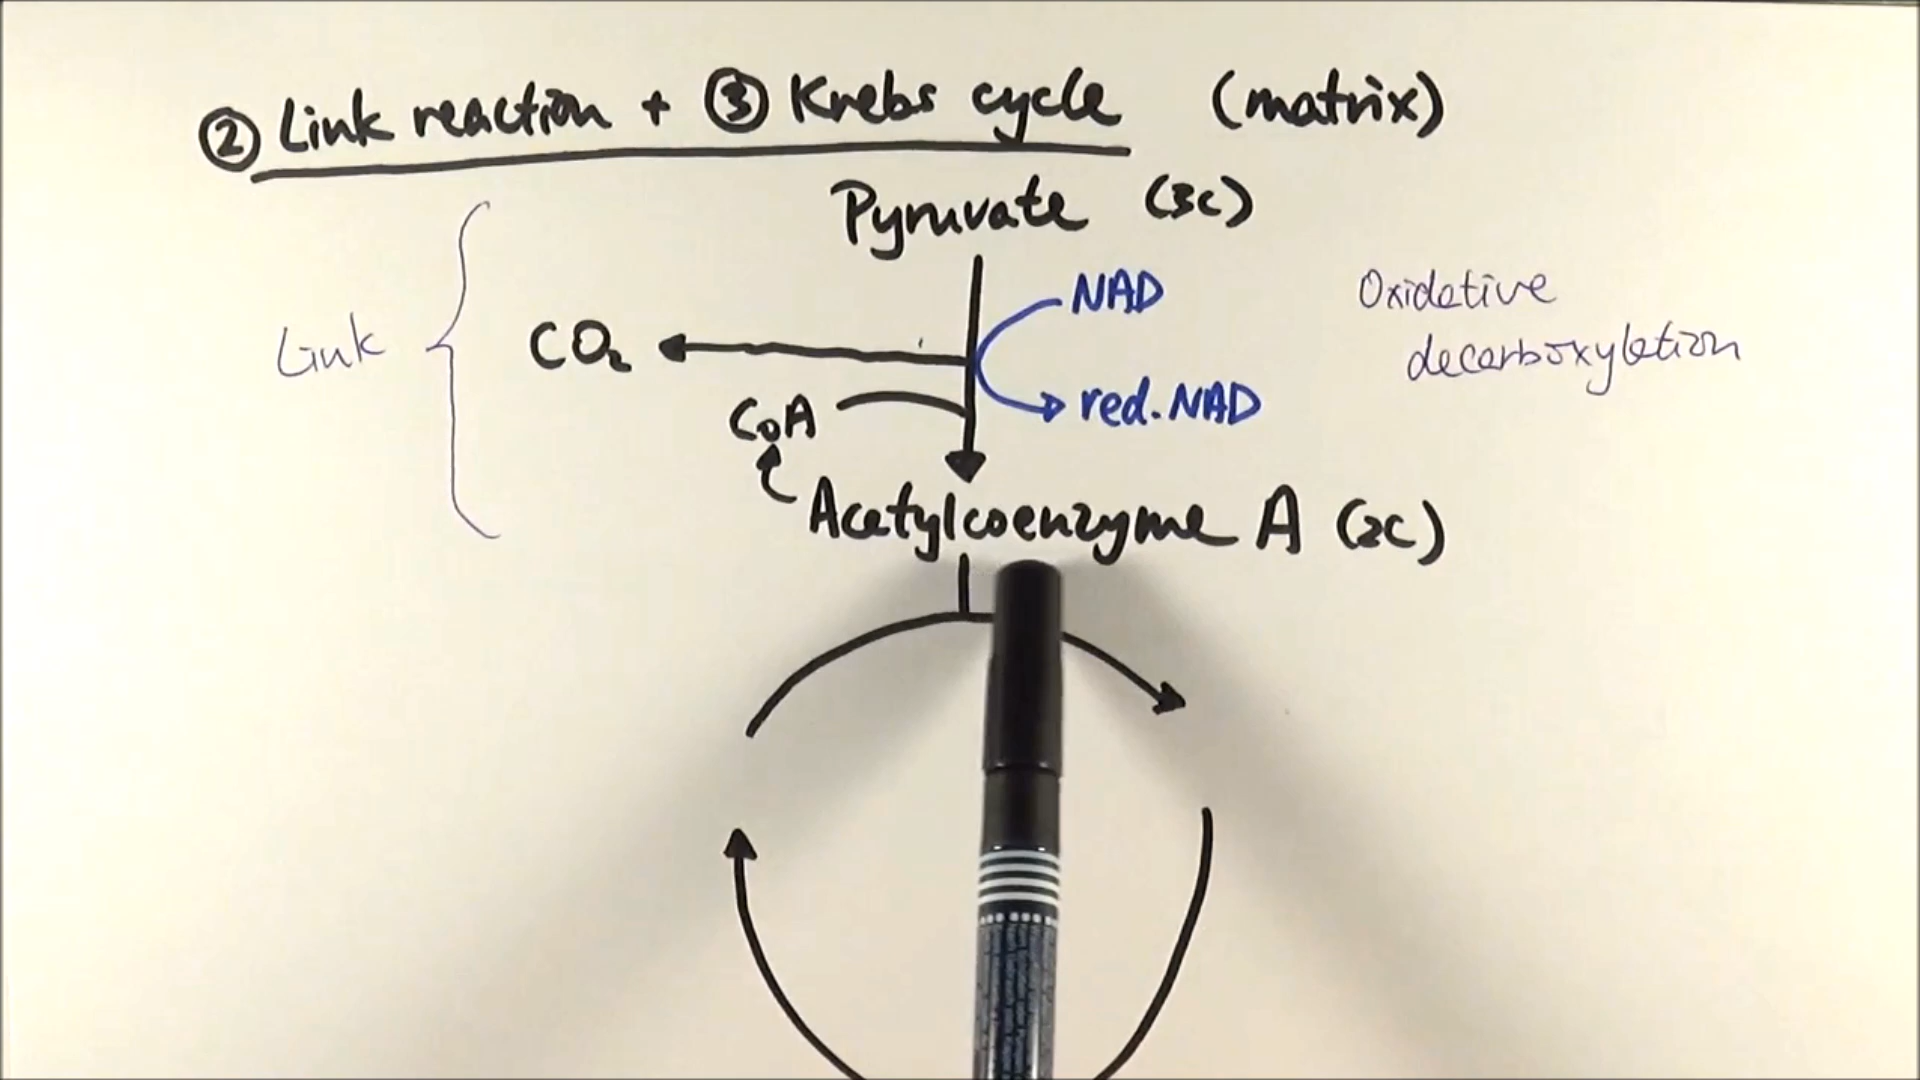 ② Link reaction + ③ Krebs cycle (matrix)
Pyruvate (3C)
NAD
Oxidative
decarboxylation
Link
CO₂
red. NAD
CoA
Acetylcoenzyme A (2C)